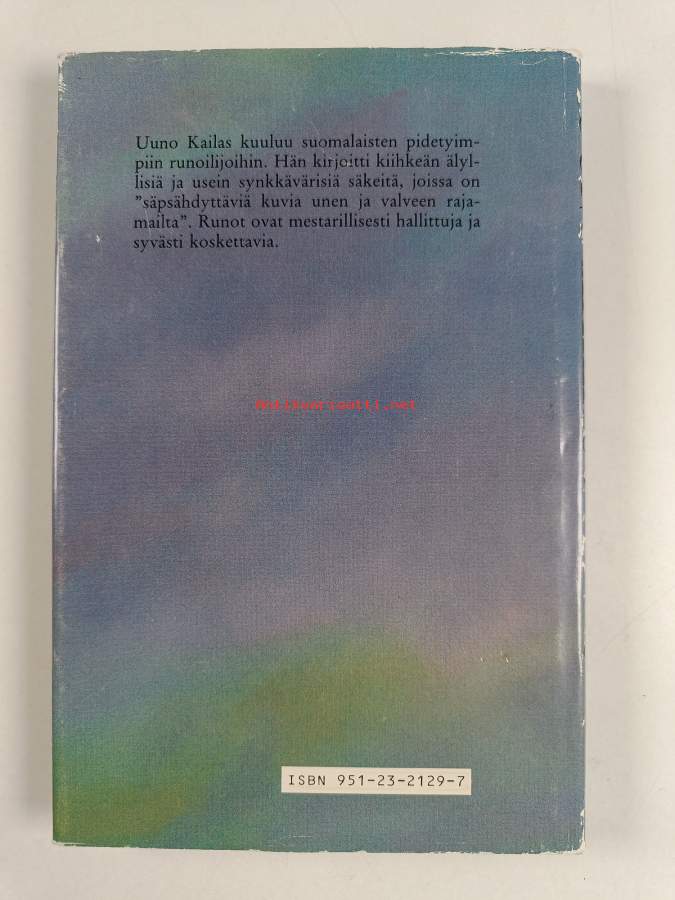 Uuno Kailas kuuluu suomalaisten pidetyim-
piin runoilijoihin. Hän kirjoitti kiihkeän älyl-
lisiä ja usein synkkävärisiä säkeitä, joissa on
"säpsähdyttäviä kuvia unen ja valveen raja-
mailta". Runot ovat mestarillisesti hallittuja ja
syvästi koskettavia.
Antikvariaatti.net
ISBN 951-23-2129-7